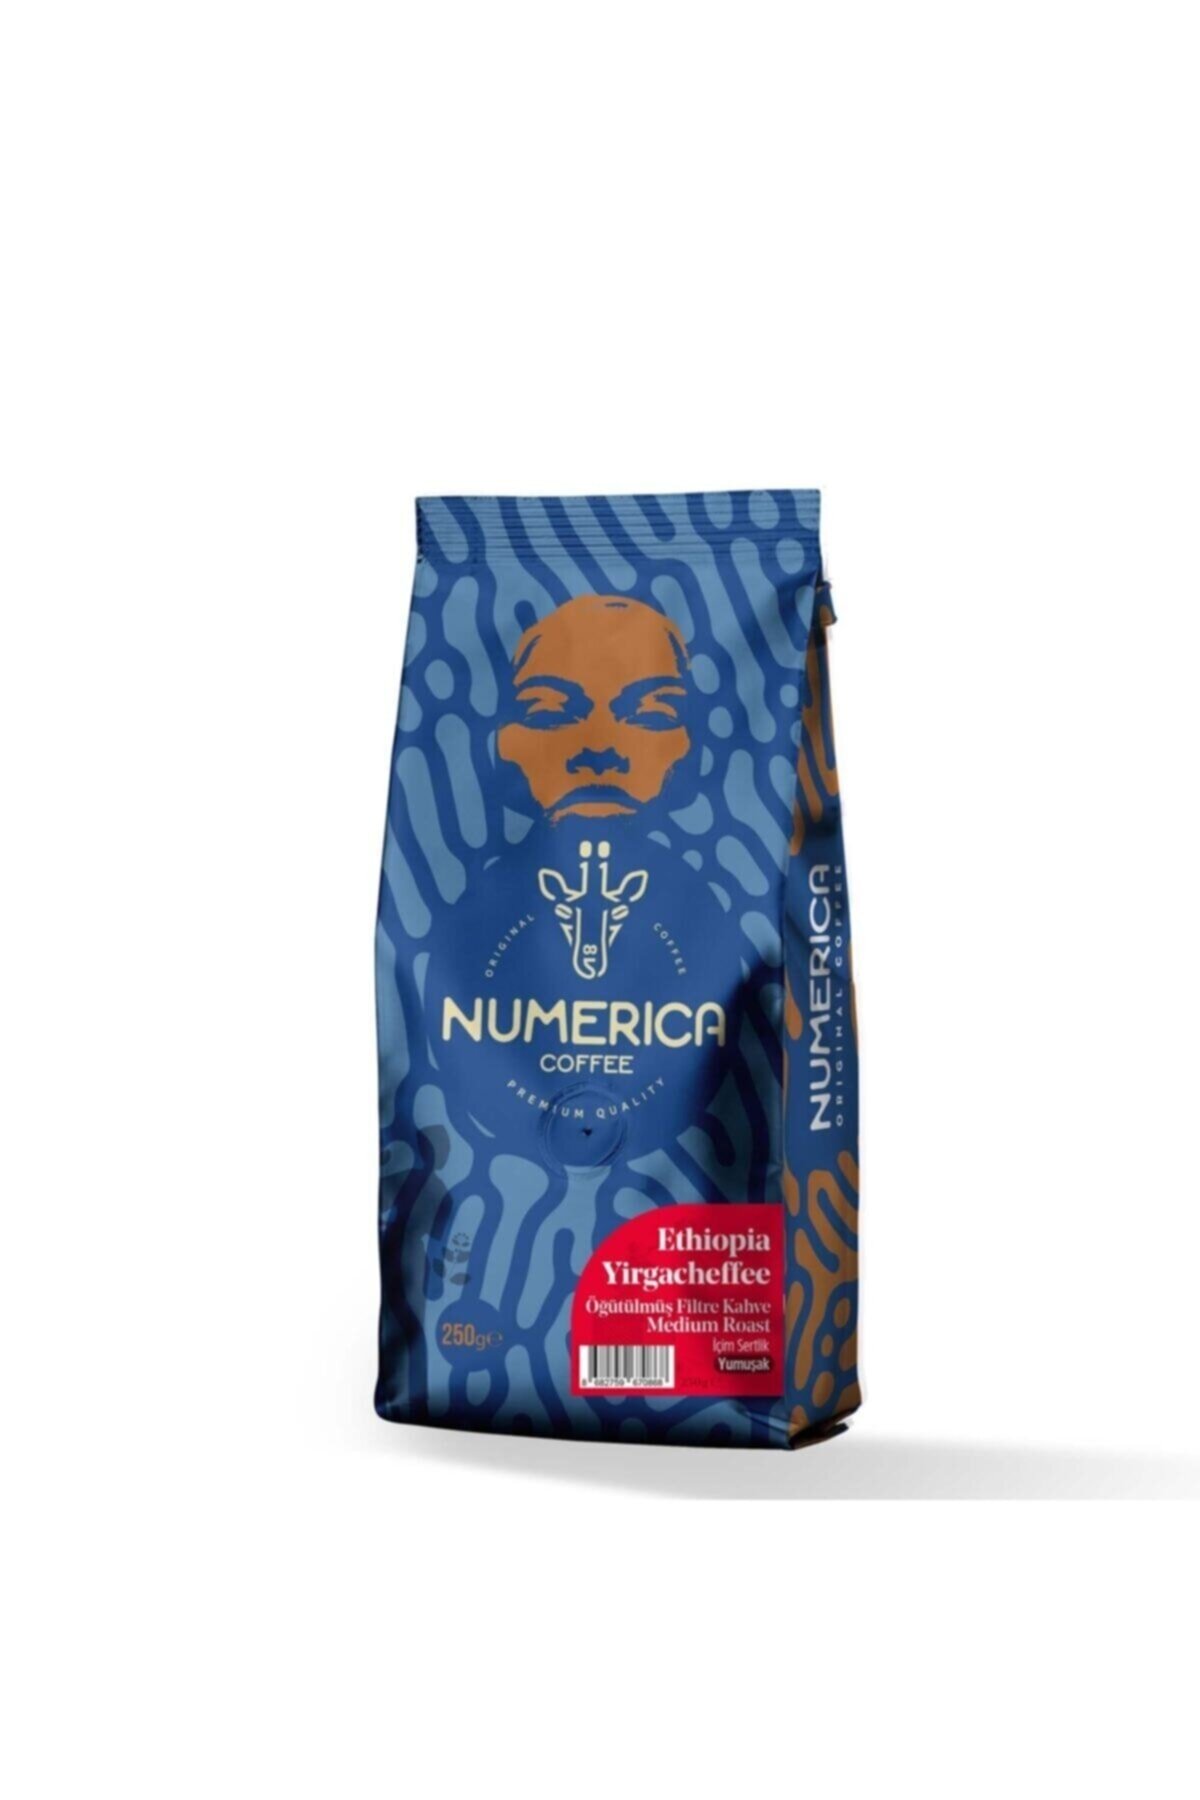 ORIGINAL COFFEE
NUMERICA
COFFEE
PREMIUM QUALITY
NUMERICA
ORIGINAL COFFEE
Ethiopia
Yirgacheffee
Öğütülmüş Filtre Kahve
Medium Roast
İçim Sertlik
Yumuşak
250g℮